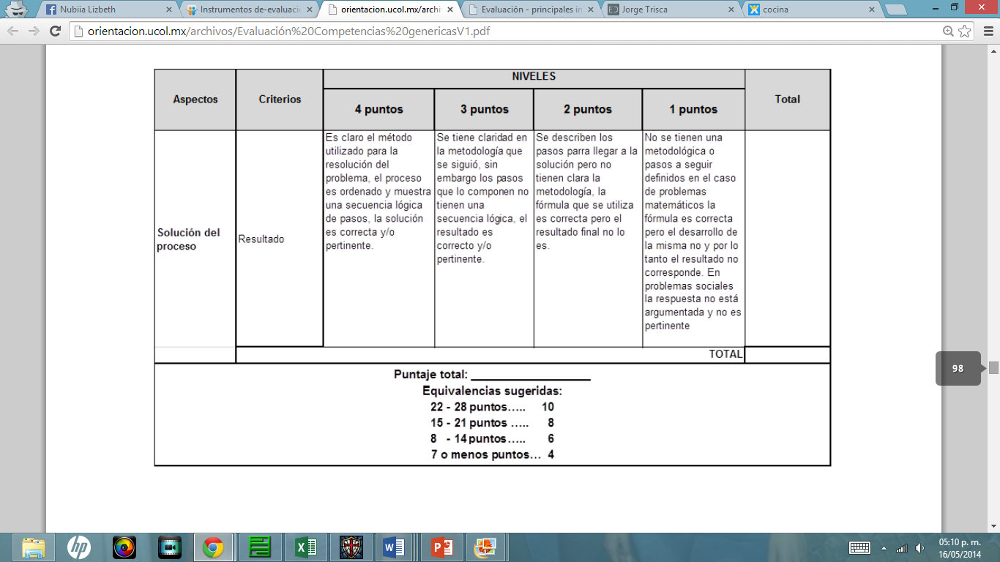 Nubiia Lizbeth
Instrumentos de-evaluaci
orientacion.ucol.mx/archi
Evaluación - principales in
Jorge Trisca
cocina
orientacion.ucol.mx/archivos/Evaluación%20Competencias%20genericasV1.pdf
Aspectos
Criterios
NIVELES
4 puntos
3 puntos
2 puntos
1 puntos
Total
Solución del
proceso
Resultado
Es claro el método
utilizado para la
resolución del
problema, el proceso
es ordenado y muestra
una secuencia lógica
de pasos, la solución
es correcta y/o
pertinente.
Se tiene claridad en
la metodología que
se siguió, sin
embargo los pasos
que lo componen no
tienen una
secuencia lógica, el
resultado es
correcto y/o
pertinente.
Se describen los
pasos parra llegar a la
solución pero no
tienen clara la
metodología, la
fórmula que se utiliza
es correcta pero el
resultado final no lo
es.
No se tienen una
metodológica o
pasos a seguir
definidos en el caso
de problemas
matemáticos la
fórmula es correcta
pero el desarrollo de
la misma no y por lo
tanto el resultado no
corresponde. En
problemas sociales
la respuesta no está
argumentada y no es
pertinente
TOTAL
Puntaje total: ___________________
Equivalencias sugeridas:
22 - 28 puntos….. 10
15 - 21 puntos ….. 8
8 - 14 puntos….. 6
7 o menos puntos… 4
98
05:10 p. m.
16/05/2014